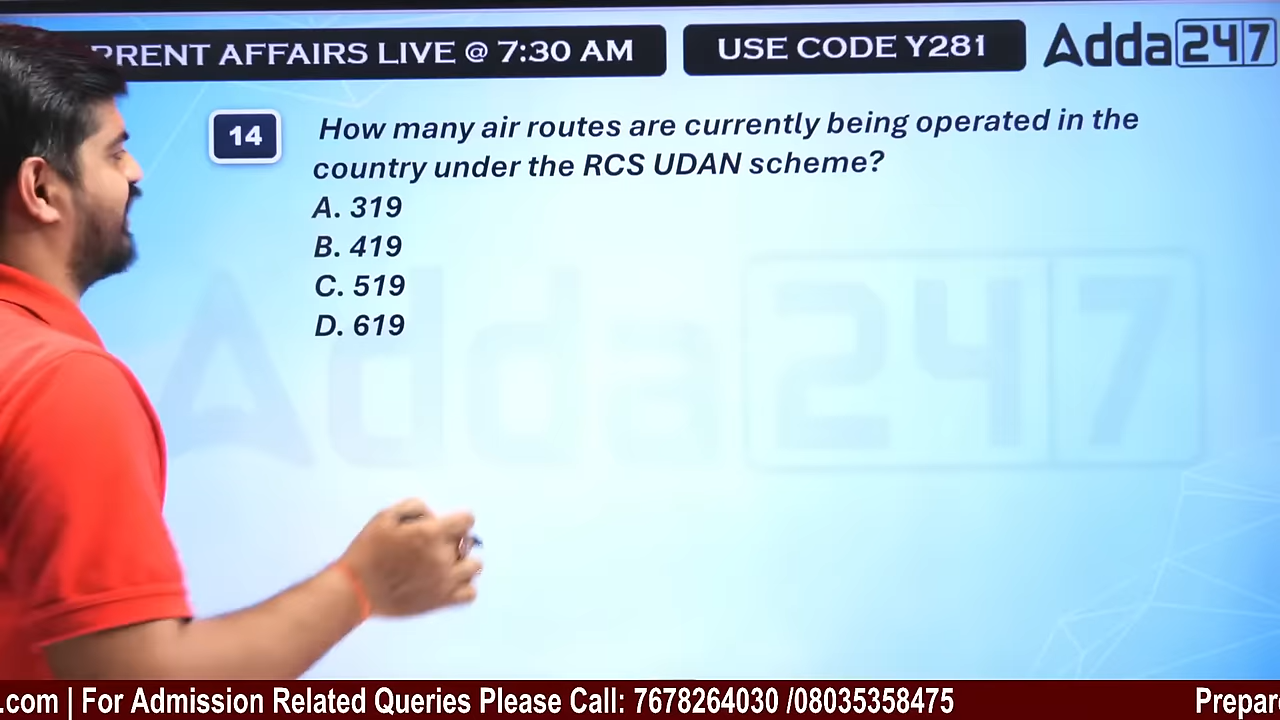 RRENT AFFAIRS LIVE @ 7:30 AM
USE CODE Y281
Adda247
14
How many air routes are currently being operated in the
country under the RCS UDAN scheme?
A. 319
B. 419
C. 519
D. 619
Adda247
.com | For Admission Related Queries Please Call: 7678264030 /08035358475
Prepar